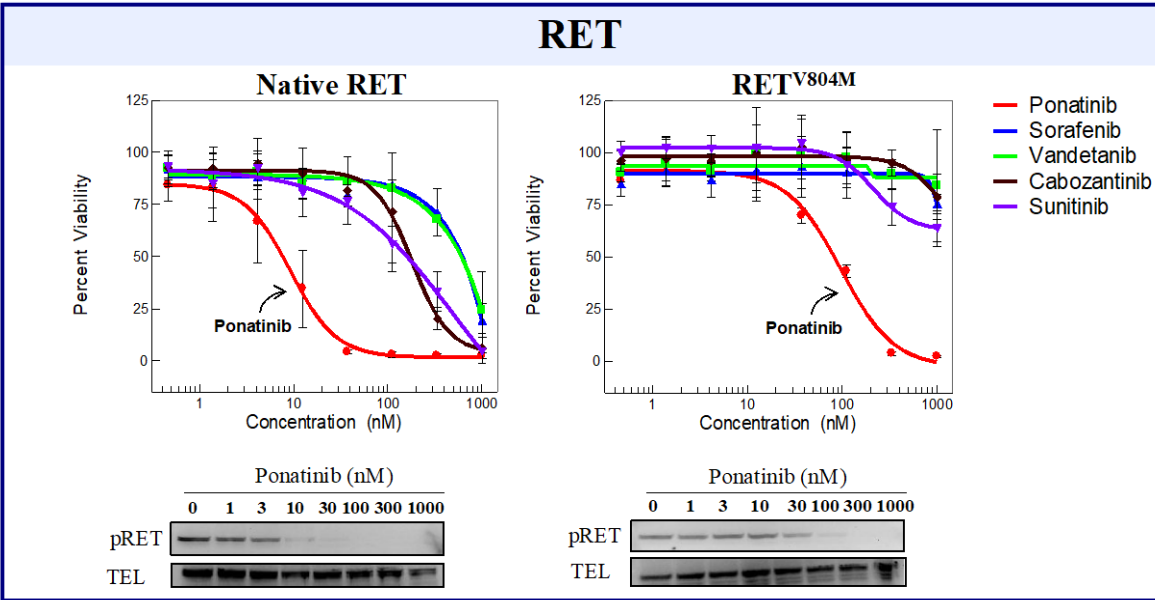 RET
Native RET
125
100
75
50
25
0
Percent Viability
Ponatinib
1 10 100 1000
Concentration (nM)
RETV804M
125
100
75
50
25
0
Percent Viability
Ponatinib
1 10 100 1000
Concentration (nM)
Ponatinib
Sorafenib
Vandetanib
Cabozantinib
Sunitinib
Ponatinib (nM)
0 1 3 10 30 100 300 1000
pRET
TEL
Ponatinib (nM)
0 1 3 10 30 100 300 1000
pRET
TEL